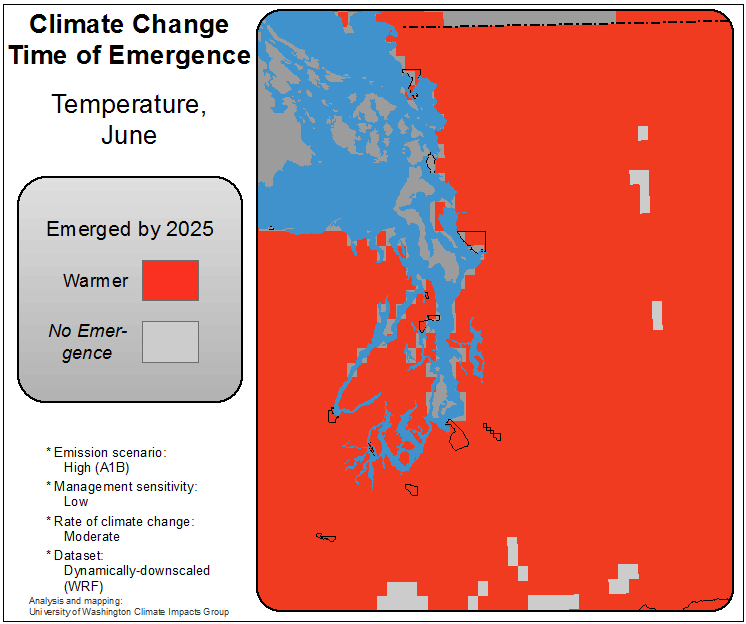 Climate Change
Time of Emergence
Temperature,
June
Emerged by 2025
Warmer
No Emer-
gence
* Emission scenario:
High (A1B)
* Management sensitivity:
Low
* Rate of climate change:
Moderate
* Dataset:
Dynamically-downscaled
(WRF)
Analysis and mapping:
University of Washington Climate Impacts Group